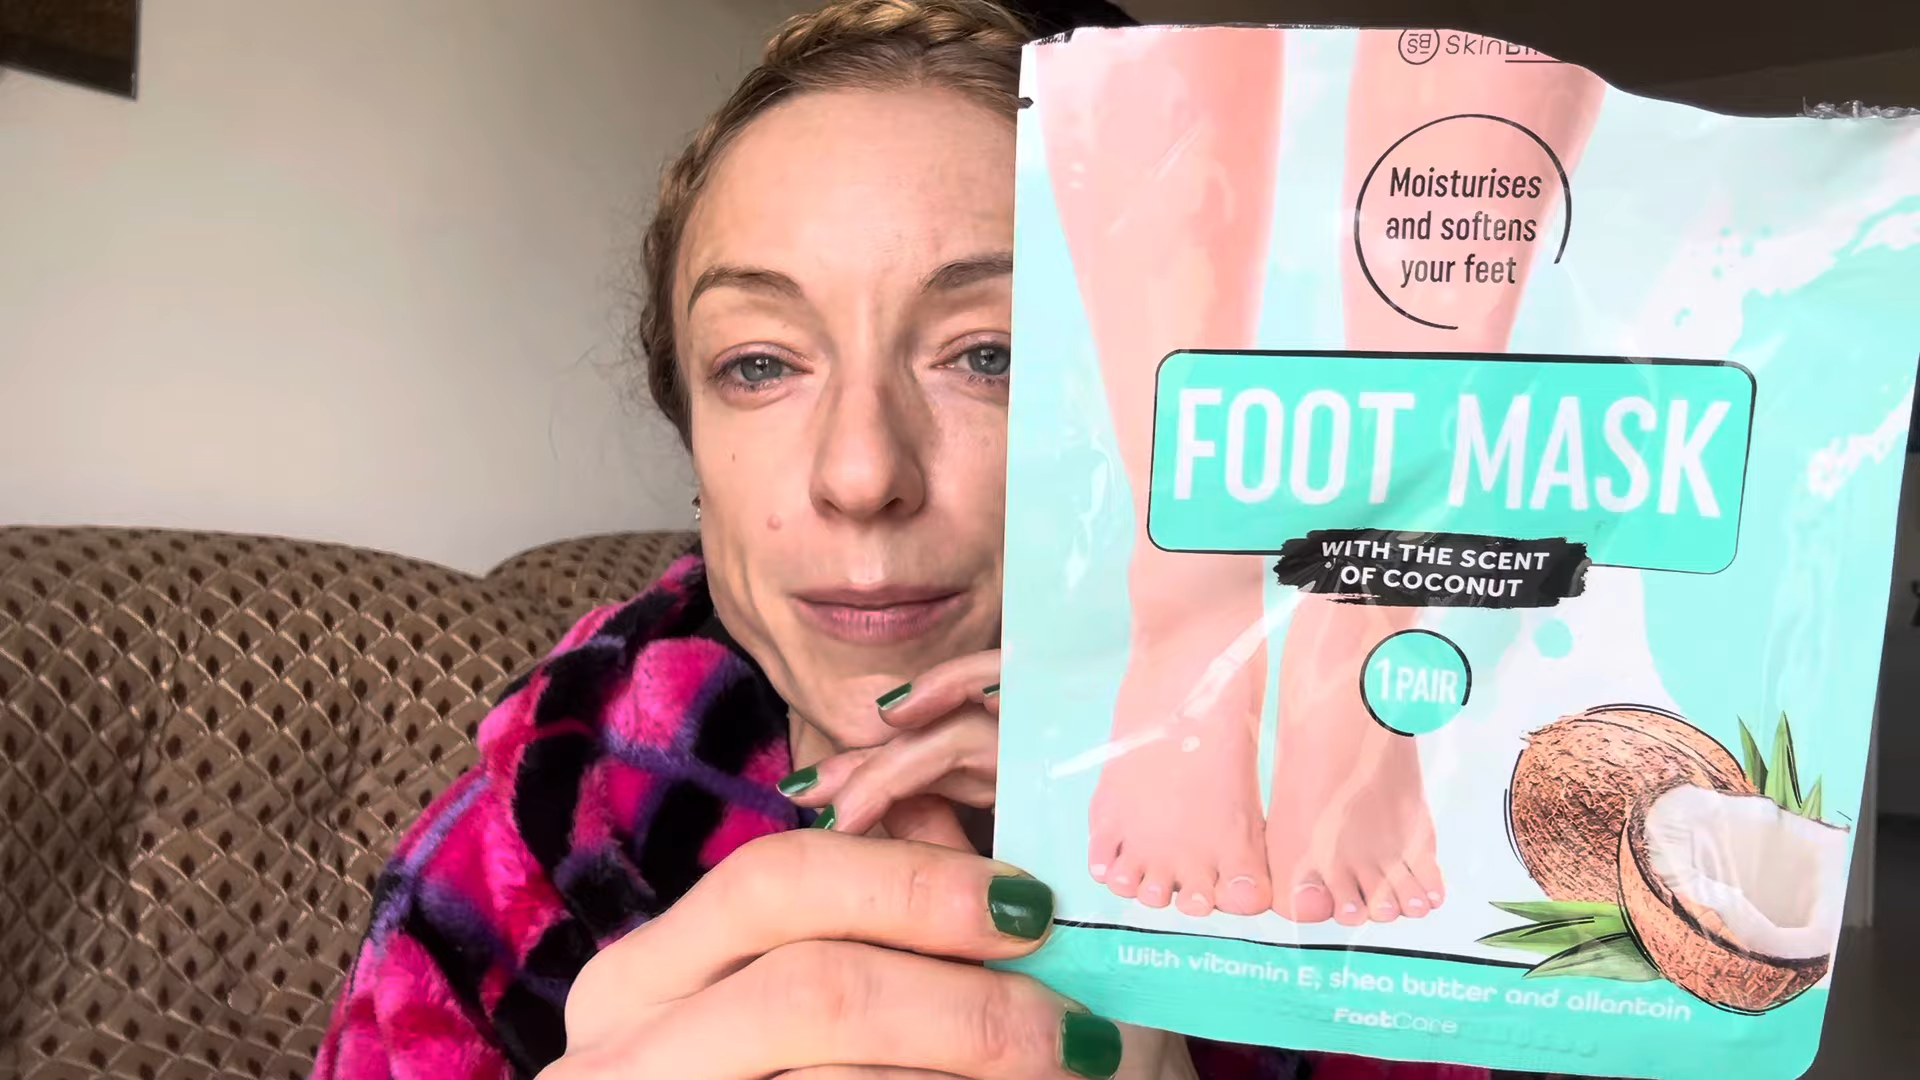 Moisturises
and softens
your feet
FOOT MASK
WITH THE SCENT
OF COCONUT
1 PAIR
With vitamin E, shea butter and allantoin
FootCare